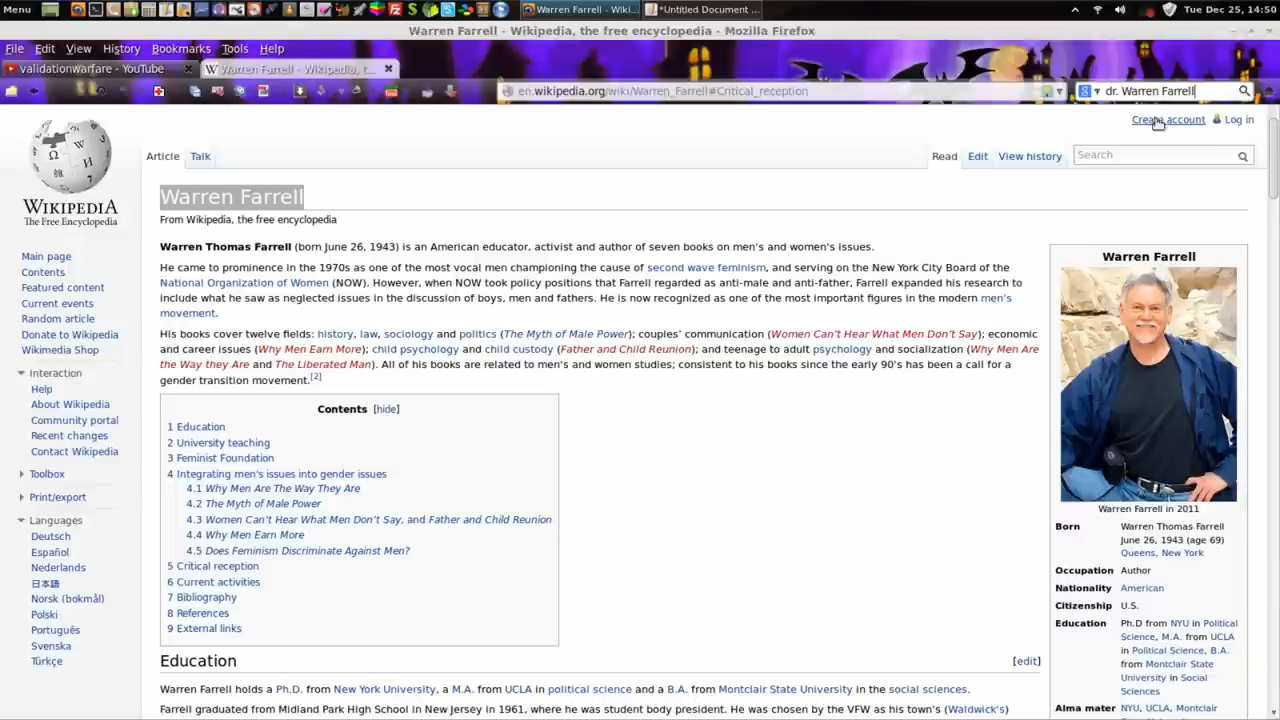 Menu Warren Farrell - Wiki... *Untitled Document ... Tue Dec 25, 14:50
Warren Farrell - Wikipedia, the free encyclopedia - Mozilla Firefox
File Edit View History Bookmarks Tools Help
validationwarfare - YouTube Warren Farrell - Wikipedia, t...
en.wikipedia.org/wiki/Warren_Farrell#Critical_reception dr. Warren Farrell
Create account Log in
Article Talk Read Edit View history Search
WIKIPEDIA
The Free Encyclopedia
Main page
Contents
Featured content
Current events
Random article
Donate to Wikipedia
Wikimedia Shop
Interaction
Help
About Wikipedia
Community portal
Recent changes
Contact Wikipedia
Toolbox
Print/export
Languages
Deutsch
Español
Nederlands
日本語
Norsk (bokmål)
Polski
Português
Svenska
Türkçe
Warren Farrell
From Wikipedia, the free encyclopedia
Warren Thomas Farrell (born June 26, 1943) is an American educator, activist and author of seven books on men's and women's issues.
He came to prominence in the 1970s as one of the most vocal men championing the cause of second wave feminism, and serving on the New York City Board of the
National Organization of Women (NOW). However, when NOW took policy positions that Farrell regarded as anti-male and anti-father, Farrell expanded his research to
include what he saw as neglected issues in the discussion of boys, men and fathers. He is now recognized as one of the most important figures in the modern men's
movement.
His books cover twelve fields: history, law, sociology and politics (The Myth of Male Power); couples' communication (Women Can't Hear What Men Don't Say); economic
and career issues (Why Men Earn More); child psychology and child custody (Father and Child Reunion); and teenage to adult psychology and socialization (Why Men Are
the Way they Are and The Liberated Man). All of his books are related to men's and women studies; consistent to his books since the early 90's has been a call for a
gender transition movement.[2]
Contents [hide]
1 Education
2 University teaching
3 Feminist Foundation
4 Integrating men's issues into gender issues
4.1 Why Men Are The Way They Are
4.2 The Myth of Male Power
4.3 Women Can't Hear What Men Don't Say, and Father and Child Reunion
4.4 Why Men Earn More
4.5 Does Feminism Discriminate Against Men?
5 Critical reception
6 Current activities
7 Bibliography
8 References
9 External links
Education [edit]
Warren Farrell holds a Ph.D. from New York University, a M.A. from UCLA in political science and a B.A. from Montclair State University in the social sciences.
Farrell graduated from Midland Park High School in New Jersey in 1961, where he was student body president. He was chosen by the VFW as his town's (Waldwick's)
Warren Farrell
Warren Farrell in 2011
Born Warren Thomas Farrell
June 26, 1943 (age 69)
Queens, New York
Occupation Author
Nationality American
Citizenship U.S.
Education Ph.D from NYU in Political
Science, M.A. from UCLA
in Political Science, B.A.
from Montclair State
University in Social
Sciences
Alma mater NYU, UCLA, Montclair